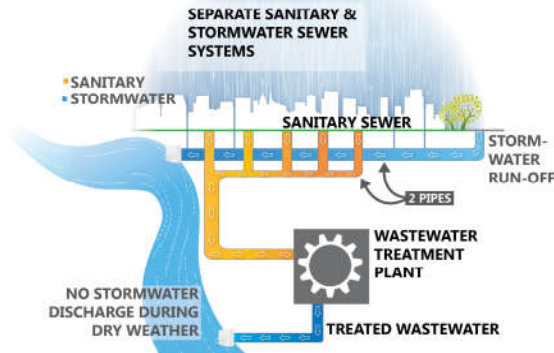 SEPARATE SANITARY &
STORMWATER SEWER
SYSTEMS
SANITARY
STORMWATER
SANITARY SEWER
STORM-
WATER
RUN-OFF
2 PIPES
WASTEWATER
TREATMENT
PLANT
NO STORMWATER
DISCHARGE DURING
DRY WEATHER
TREATED WASTEWATER